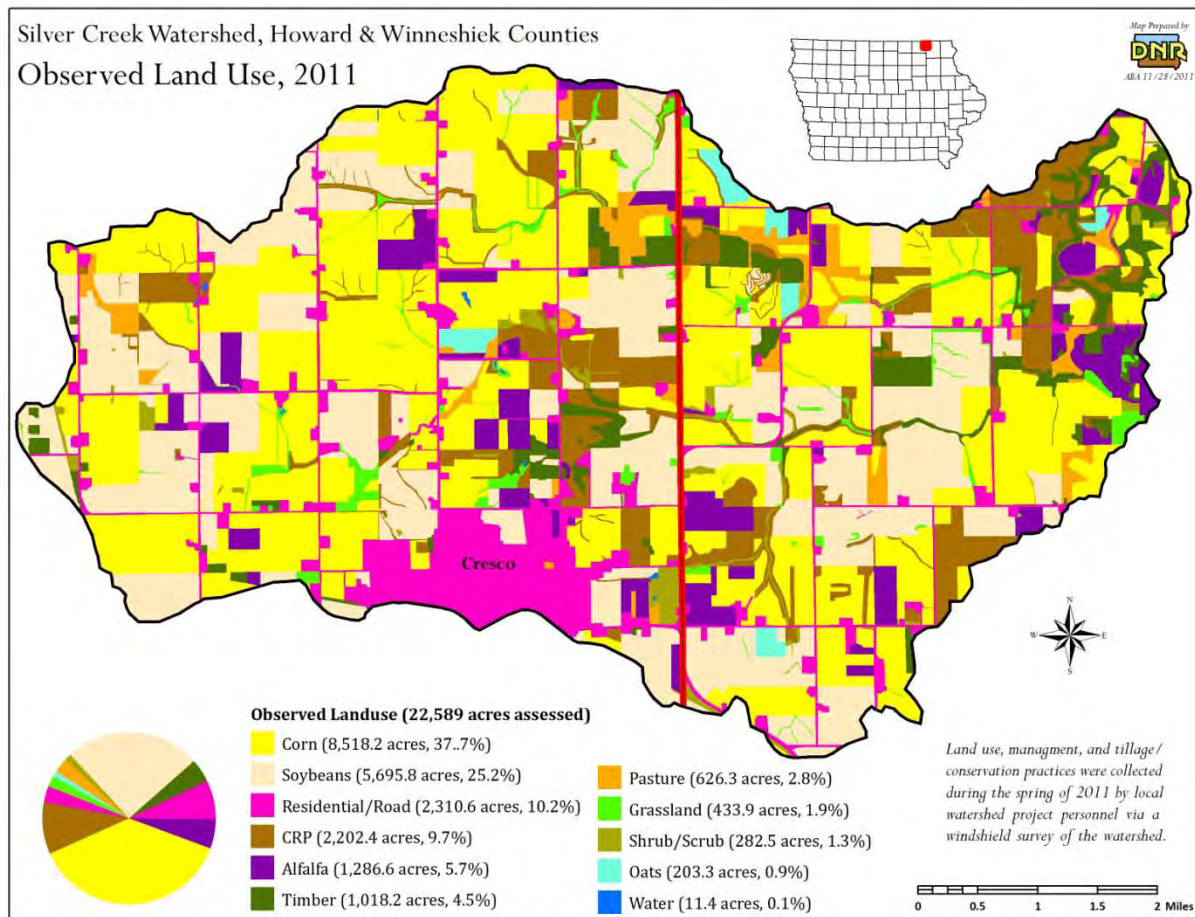 Silver Creek Watershed, Howard & Winneshiek Counties
Observed Land Use, 2011
Map Prepared by
DNR
ABA 11/28/2011
Cresco
N
W E
S
Observed Landuse (22,589 acres assessed)
Corn (8,518.2 acres, 37..7%)
Soybeans (5,695.8 acres, 25.2%)
Residential/Road (2,310.6 acres, 10.2%)
CRP (2,202.4 acres, 9.7%)
Alfalfa (1,286.6 acres, 5.7%)
Timber (1,018.2 acres, 4.5%)
Pasture (626.3 acres, 2.8%)
Grassland (433.9 acres, 1.9%)
Shrub/Scrub (282.5 acres, 1.3%)
Oats (203.3 acres, 0.9%)
Water (11.4 acres, 0.1%)
Land use, managment, and tillage/
conservation practices were collected
during the spring of 2011 by local
watershed project personnel via a
windshield survey of the watershed.
0 0.5 1 1.5 2 Miles